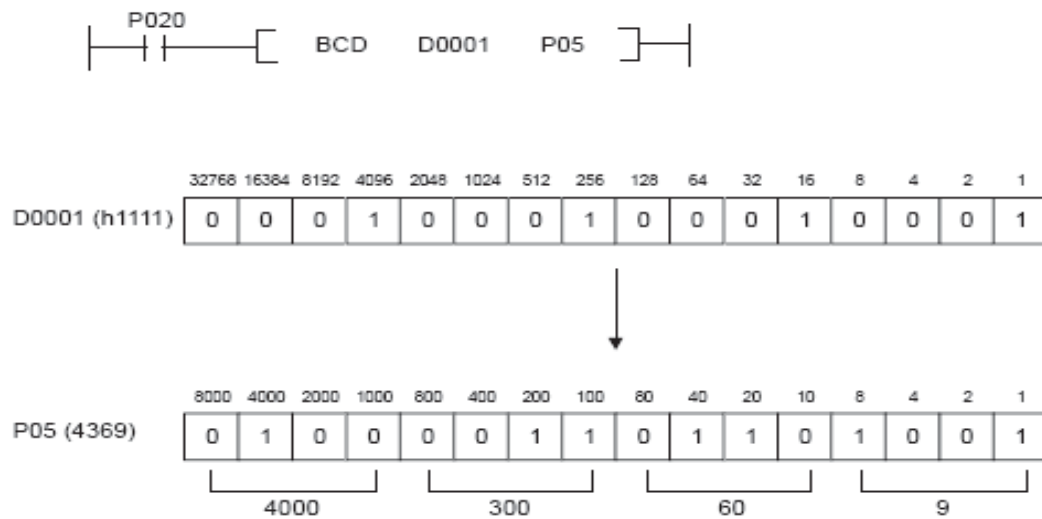 P020
BCD D0001 P05
32768 16384 8192 4096 2048 1024 512 256 128 64 32 16 8 4 2 1
D0001 (h1111) 0 0 0 1 0 0 0 1 0 0 0 1 0 0 0 1
8000 4000 2000 1000 800 400 200 100 80 40 20 10 8 4 2 1
P05 (4369) 0 1 0 0 0 0 1 1 0 1 1 0 1 0 0 1
4000 300 60 9